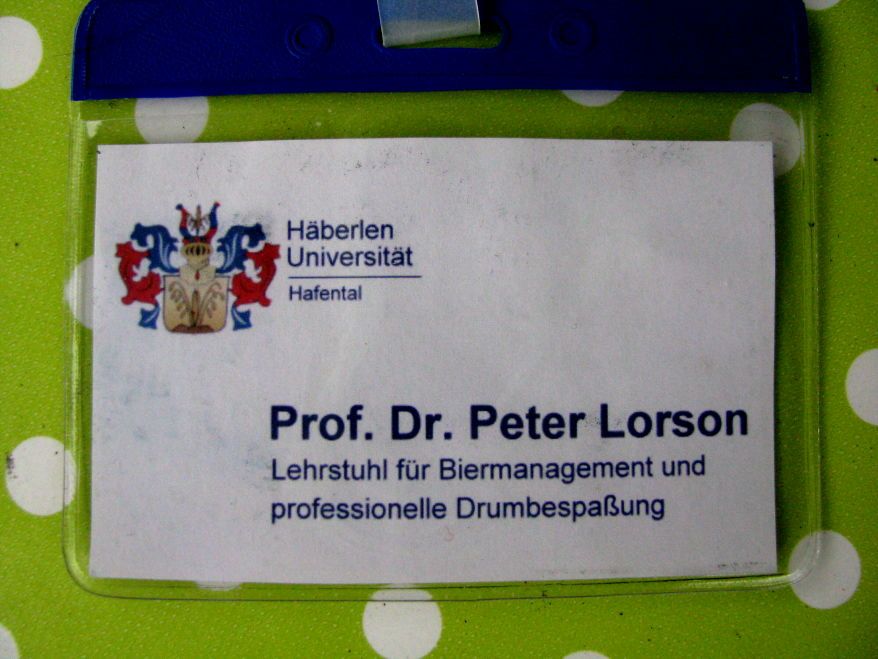 Häberlen
Universität
Hafental
Prof. Dr. Peter Lorson
Lehrstuhl für Biermanagement und
professionelle Drumbespaßung